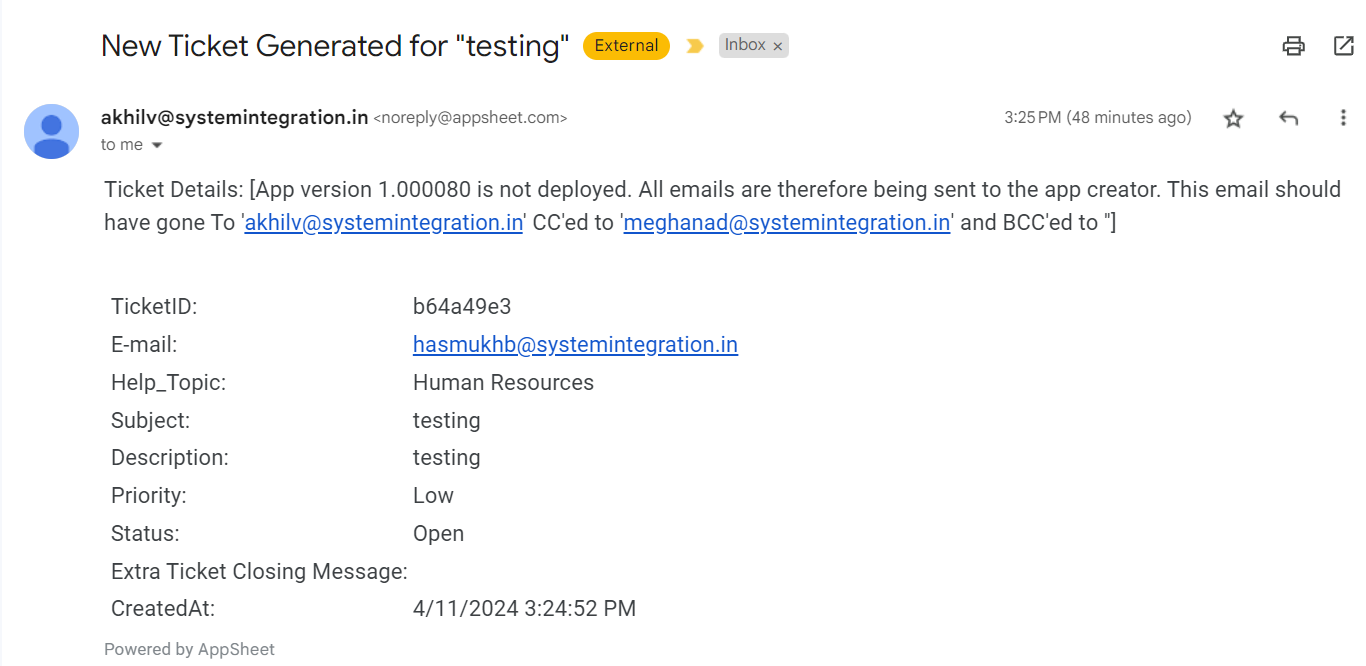 New Ticket Generated for "testing" External Inbox ×
akhilv@systemintegration.in <noreply@appsheet.com> 3:25 PM (48 minutes ago)
to me
Ticket Details: [App version 1.000080 is not deployed. All emails are therefore being sent to the app creator. This email should
have gone To 'akhilv@systemintegration.in' CC'ed to 'meghanad@systemintegration.in' and BCC'ed to '']
TicketID: b64a49e3
E-mail: hasmukhb@systemintegration.in
Help_Topic: Human Resources
Subject: testing
Description: testing
Priority: Low
Status: Open
Extra Ticket Closing Message:
CreatedAt: 4/11/2024 3:24:52 PM
Powered by AppSheet